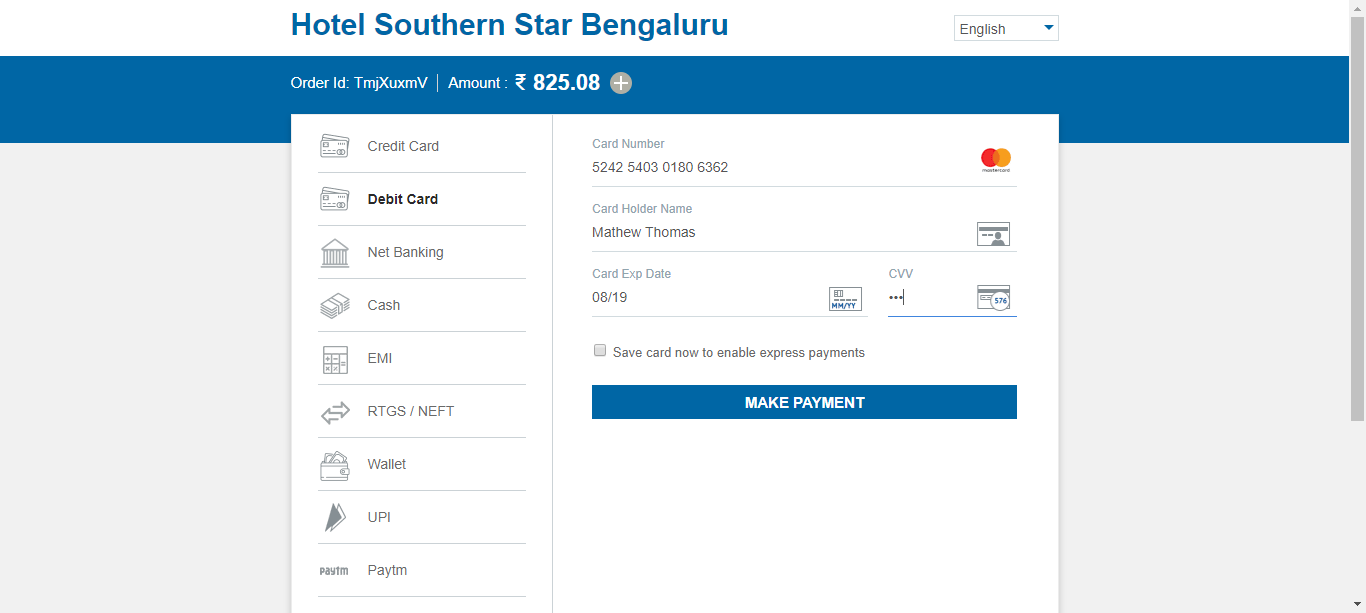 Hotel Southern Star Bengaluru
English
Order Id: TmjXuxmV | Amount : ₹ 825.08
Credit Card
Debit Card
Net Banking
Cash
EMI
RTGS / NEFT
Wallet
UPI
paytm Paytm
Card Number
5242 5403 0180 6362
mastercard
Card Holder Name
Mathew Thomas
Card Exp Date
08/19
MM/YY
CVV
•••
576
Save card now to enable express payments
MAKE PAYMENT